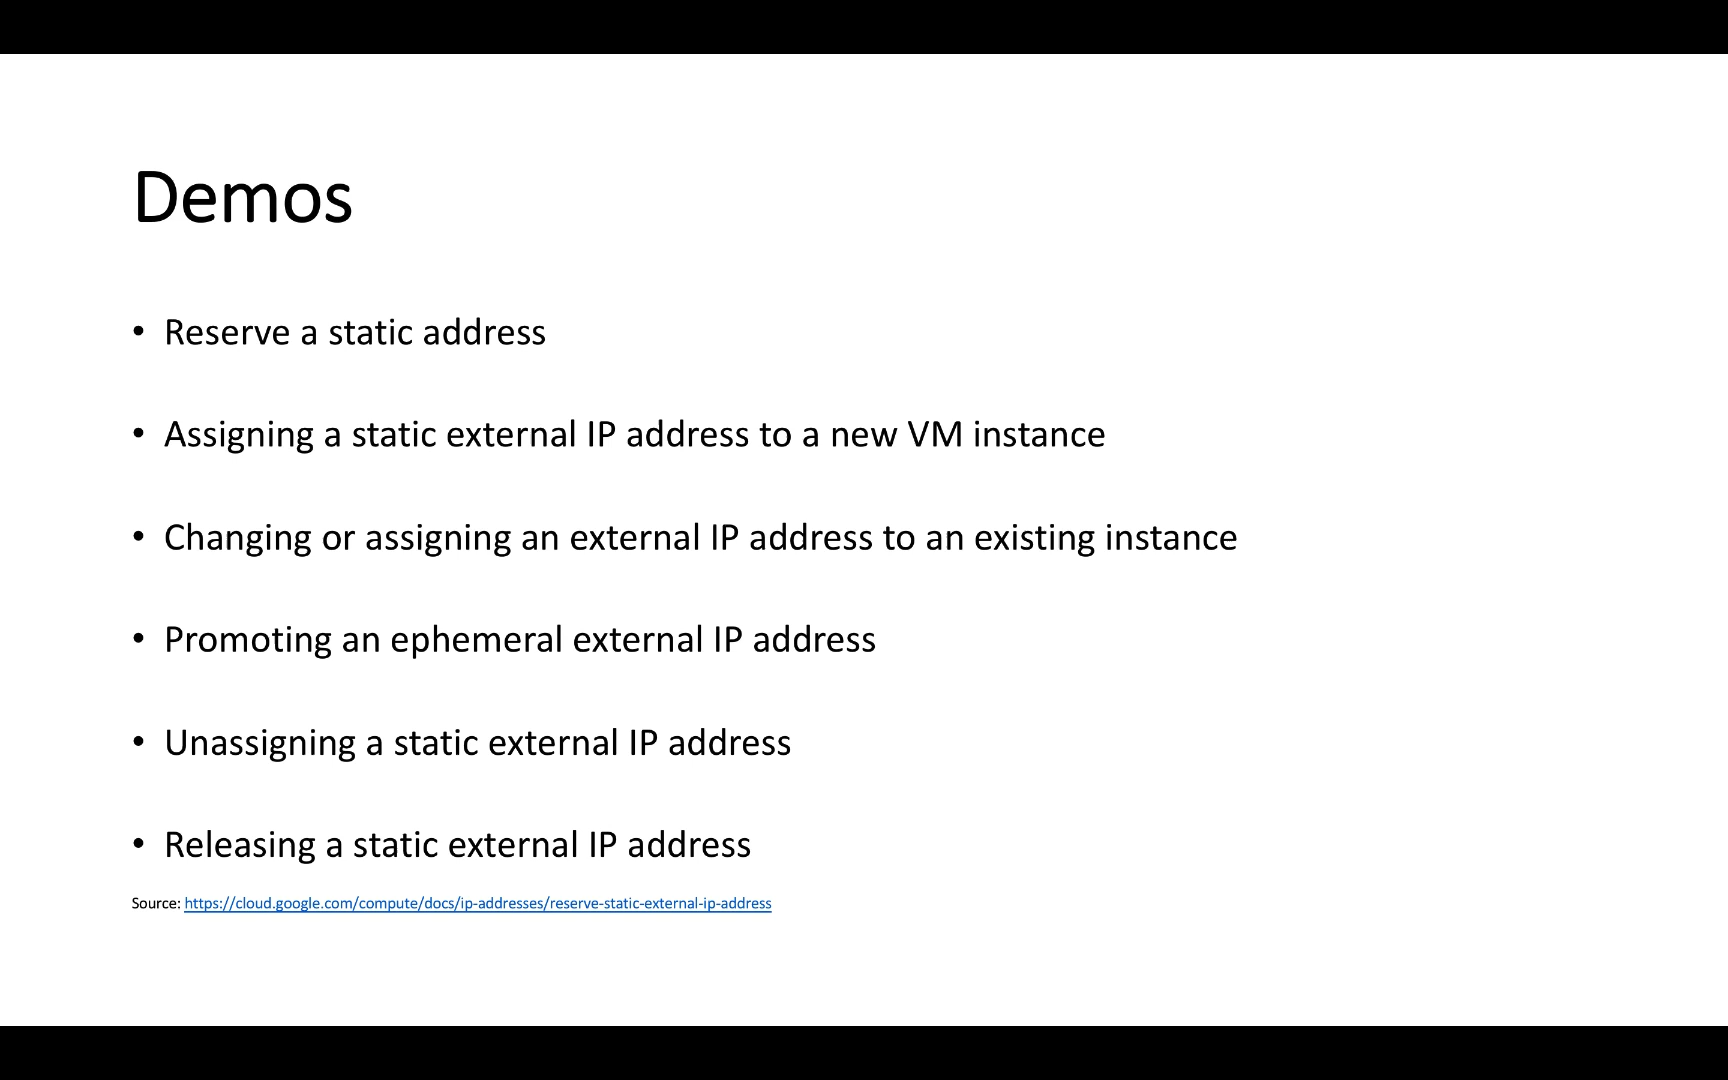 Demos
• Reserve a static address
• Assigning a static external IP address to a new VM instance
• Changing or assigning an external IP address to an existing instance
• Promoting an ephemeral external IP address
• Unassigning a static external IP address
• Releasing a static external IP address
Source: https://cloud.google.com/compute/docs/ip-addresses/reserve-static-external-ip-address